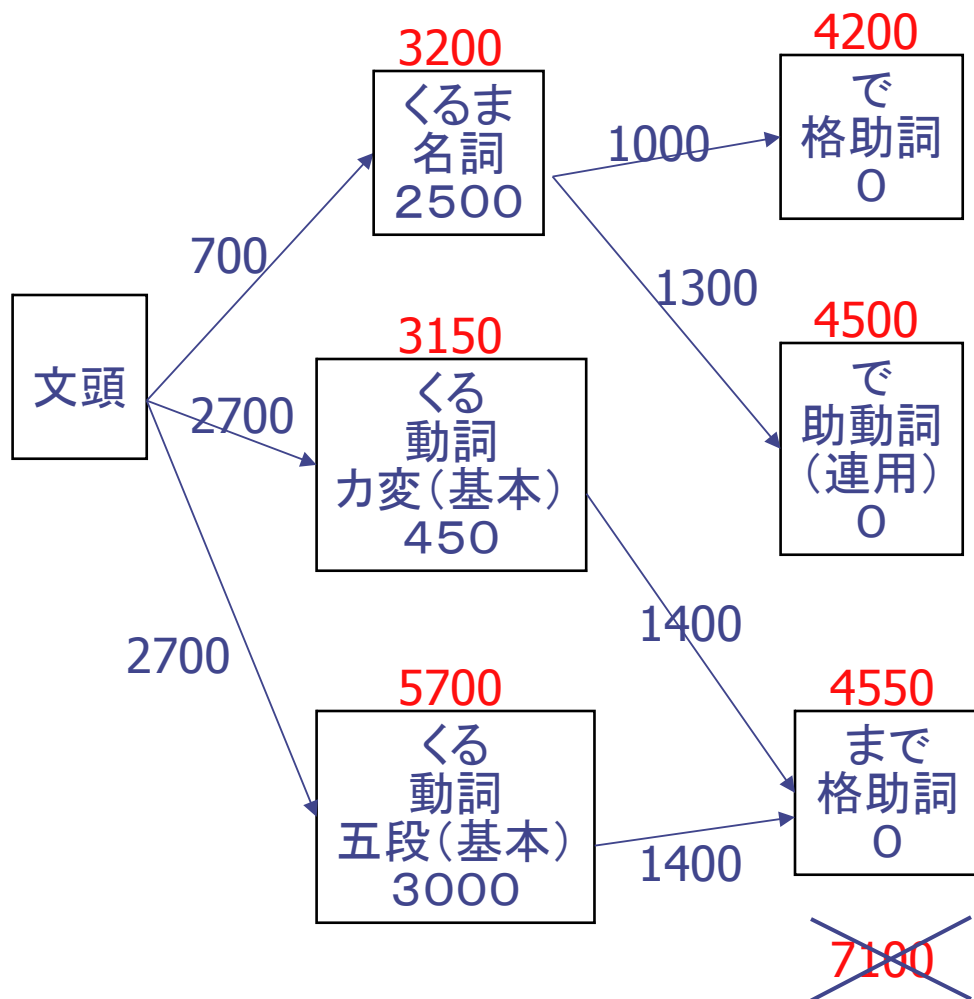 文頭
700
2700
2700
3200
くるま
名詞
2500
3150
くる
動詞
カ変(基本)
450
5700
くる
動詞
五段(基本)
3000
1000
1300
1400
1400
4200
で
格助詞
0
4500
で
助動詞
(連用)
0
4550
まで
格助詞
0
7100